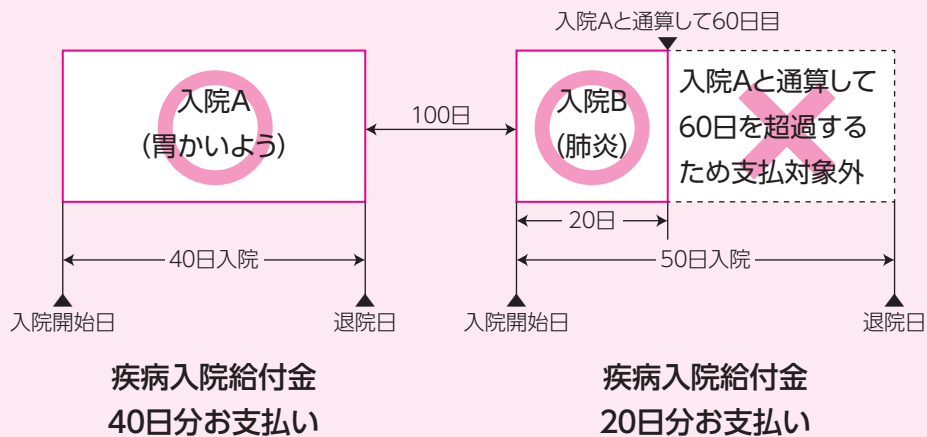 入院Aと通算して60日目
入院A
(胃かいよう)
100日
入院B
(肺炎)
入院Aと通算して
60日を超過する
ため支払対象外
20日
40日入院
50日入院
入院開始日
退院日
入院開始日
退院日
疾病入院給付金
40日分お支払い
疾病入院給付金
20日分お支払い